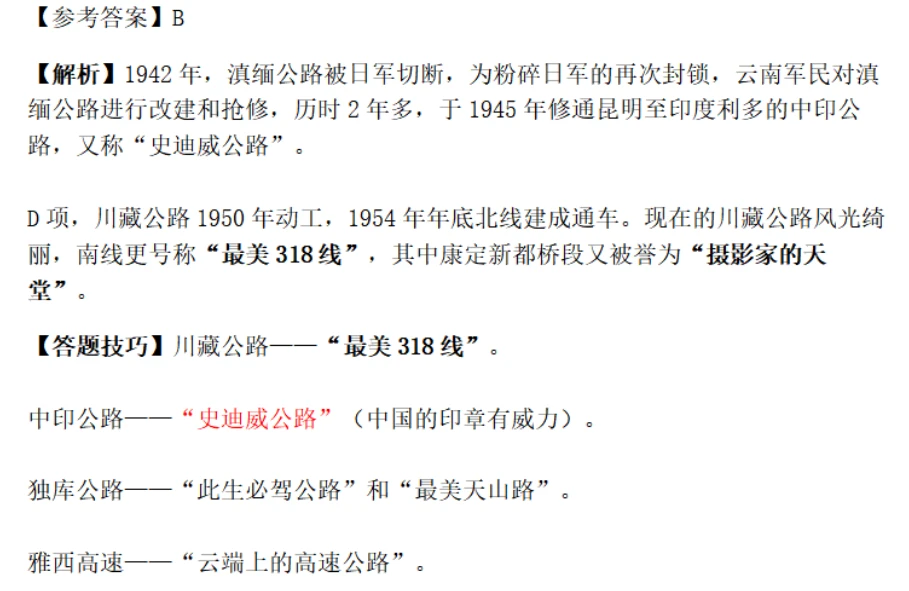 【参考答案】B
【解析】1942 年，滇缅公路被日军切断，为粉碎日军的再次封锁，云南军民对滇
缅公路进行改建和抢修，历时 2 年多，于 1945 年修通昆明至印度利多的中印公
路，又称“史迪威公路”。
D 项，川藏公路 1950 年动工，1954 年年底北线建成通车。现在的川藏公路风光绮
丽，南线更号称“最美 318 线”，其中康定新都桥段又被誉为“摄影家的天
堂”。
【答题技巧】川藏公路——“最美 318 线”。
中印公路——“史迪威公路”（中国的印章有威力）。
独库公路——“此生必驾公路”和“最美天山路”。
雅西高速——“云端上的高速公路”。